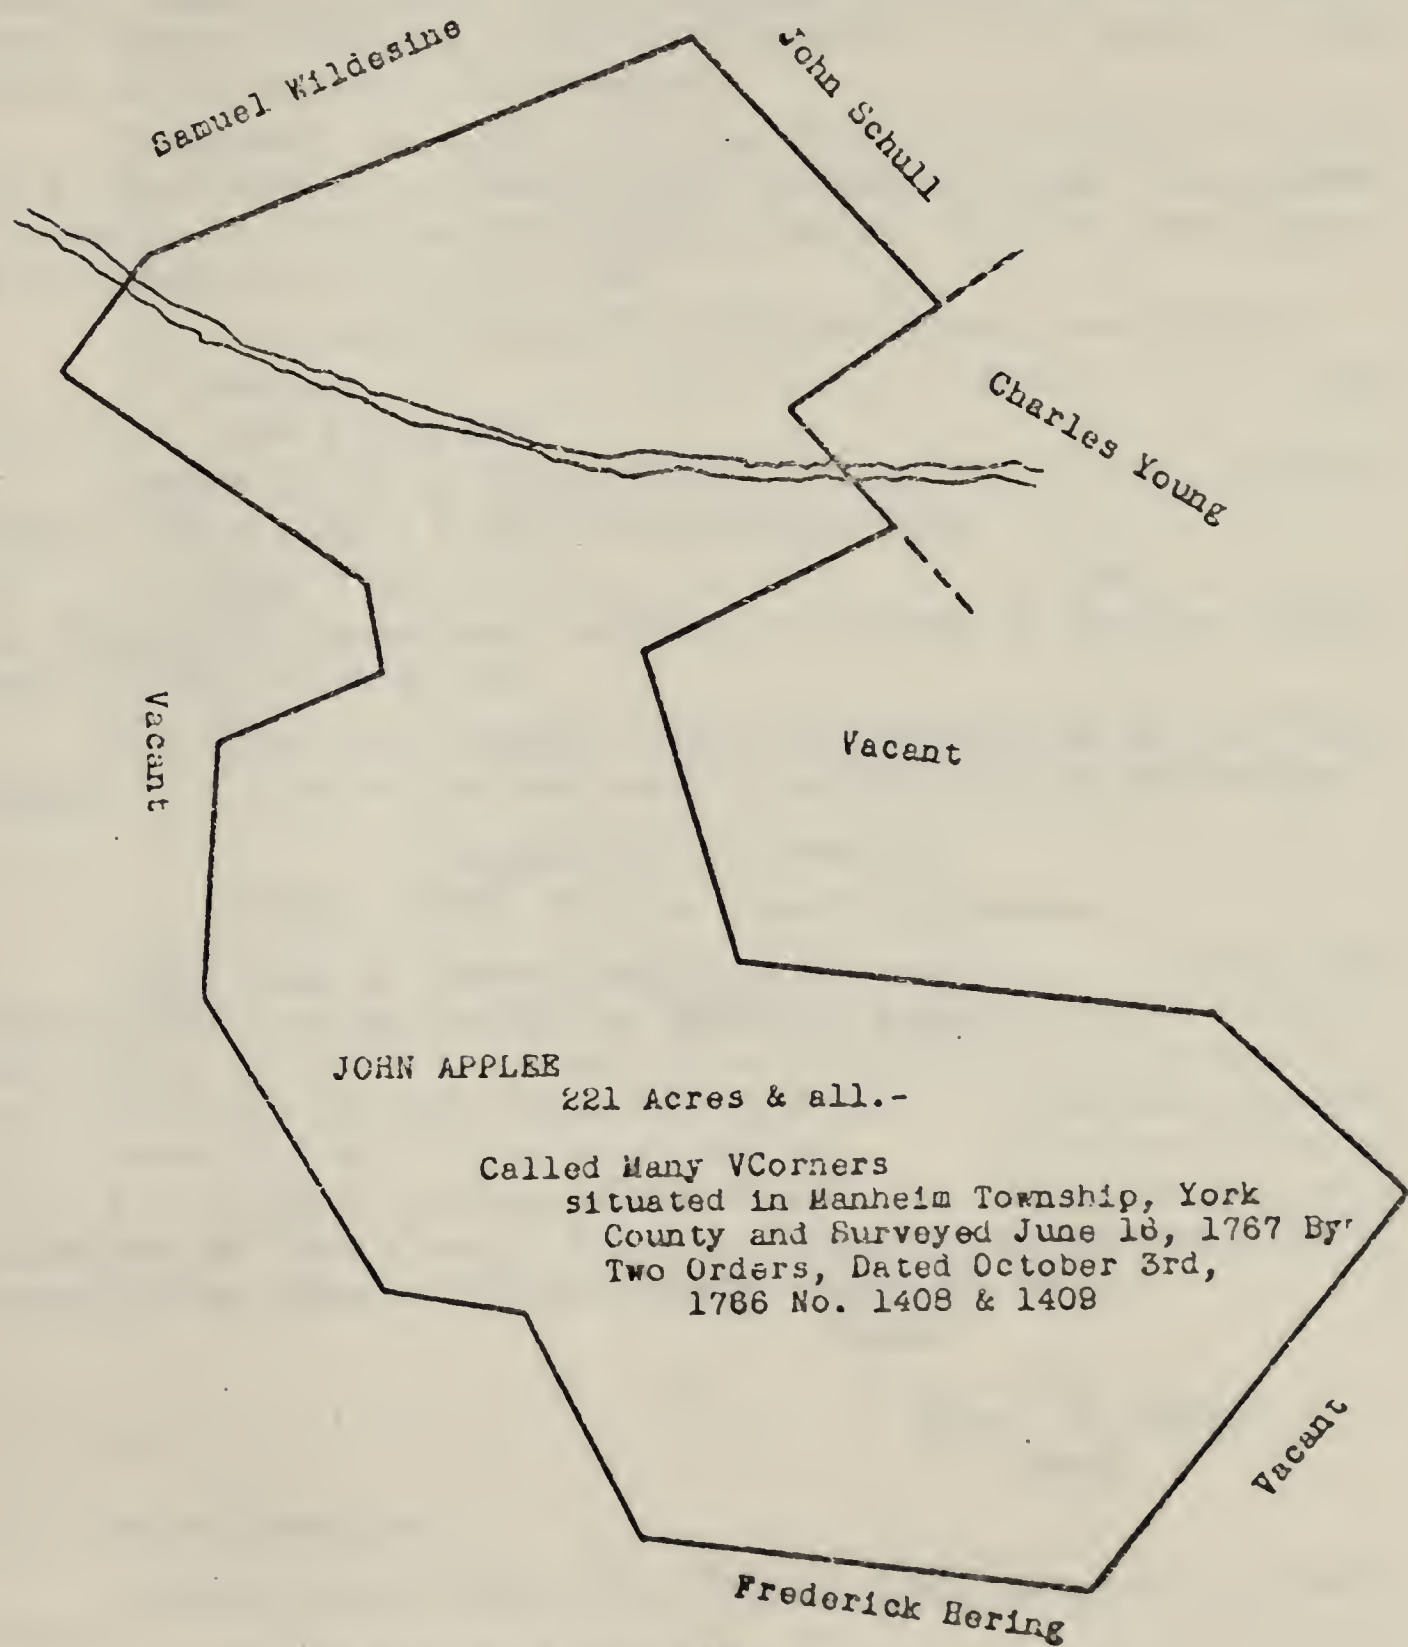 Samuel Wildesine
John Schull
Charles Young
Vacant
Vacant
JOHN APPLEE
221 Acres & all.-
Called Many VCorners
situated in Manheim Township, York
County and Surveyed June 18, 1767 By
Two Orders, Dated October 3rd,
1766 No. 1408 & 1409
Vacant
Frederick Hering